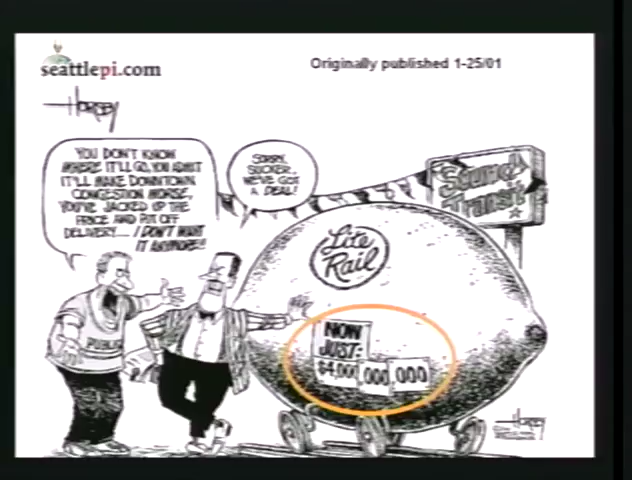 seattlepi.com
Originally published 1-25/01
HORSEY
YOU DON'T KNOW
WHERE IT'LL GO, YOU ADMIT
IT'LL MAKE DOWNTOWN
CONGESTION WORSE,
YOU'VE JACKED UP THE
PRICE AND PUT OFF
DELIVERY... I DON'T WANT
IT ANYMORE!!
SORRY,
SUCKER...
WE'VE GOT
A DEAL!
Sound
Transit
Lite
Rail
NOW
JUST:
$4,000,000,000
PUBLIC
HORSEY